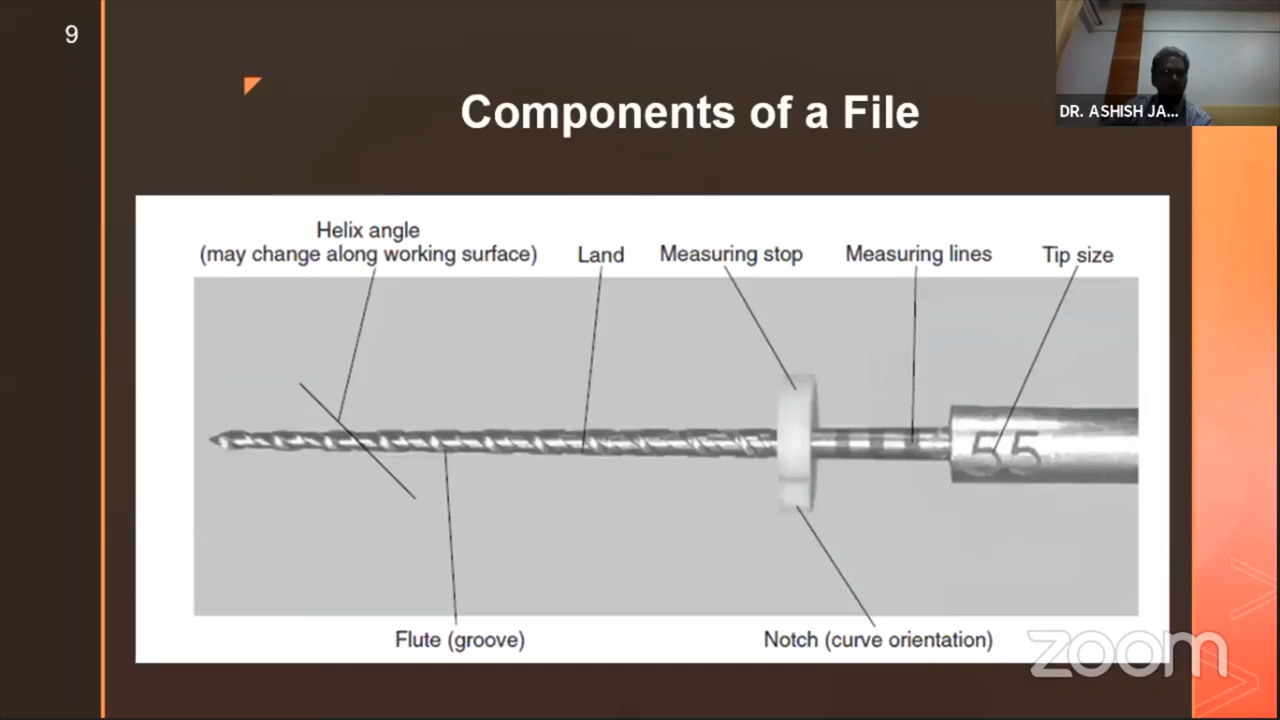 9
DR. ASHISH JA...
Components of a File
Helix angle
(may change along working surface)
Land
Measuring stop
Measuring lines
Tip size
55
Flute (groove)
Notch (curve orientation)
zoom